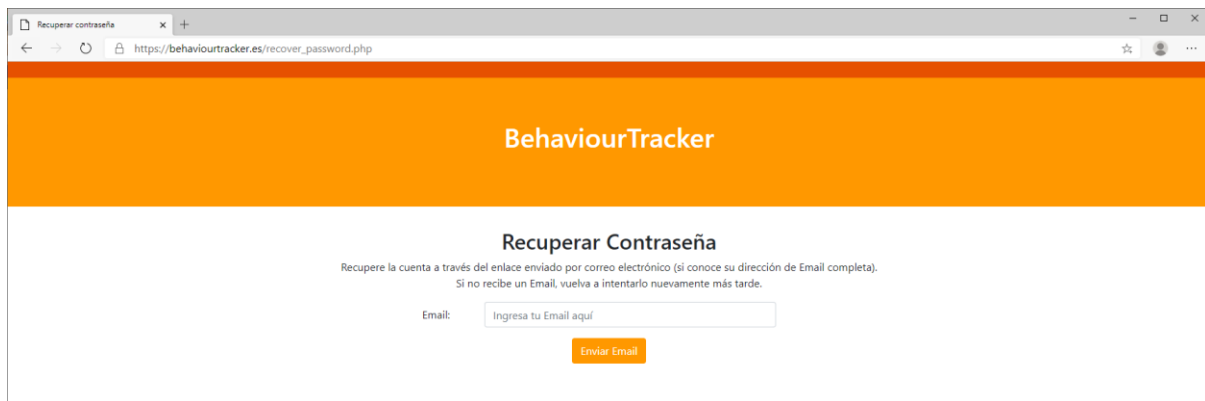 Recuperar contraseña
https://behaviourtracker.es/recover_password.php
BehaviourTracker
Recuperar Contraseña
Recupere la cuenta a través del enlace enviado por correo electrónico (si conoce su dirección de Email completa).
Si no recibe un Email, vuelva a intentarlo nuevamente más tarde.
Email: Ingresa tu Email aquí
Enviar Email